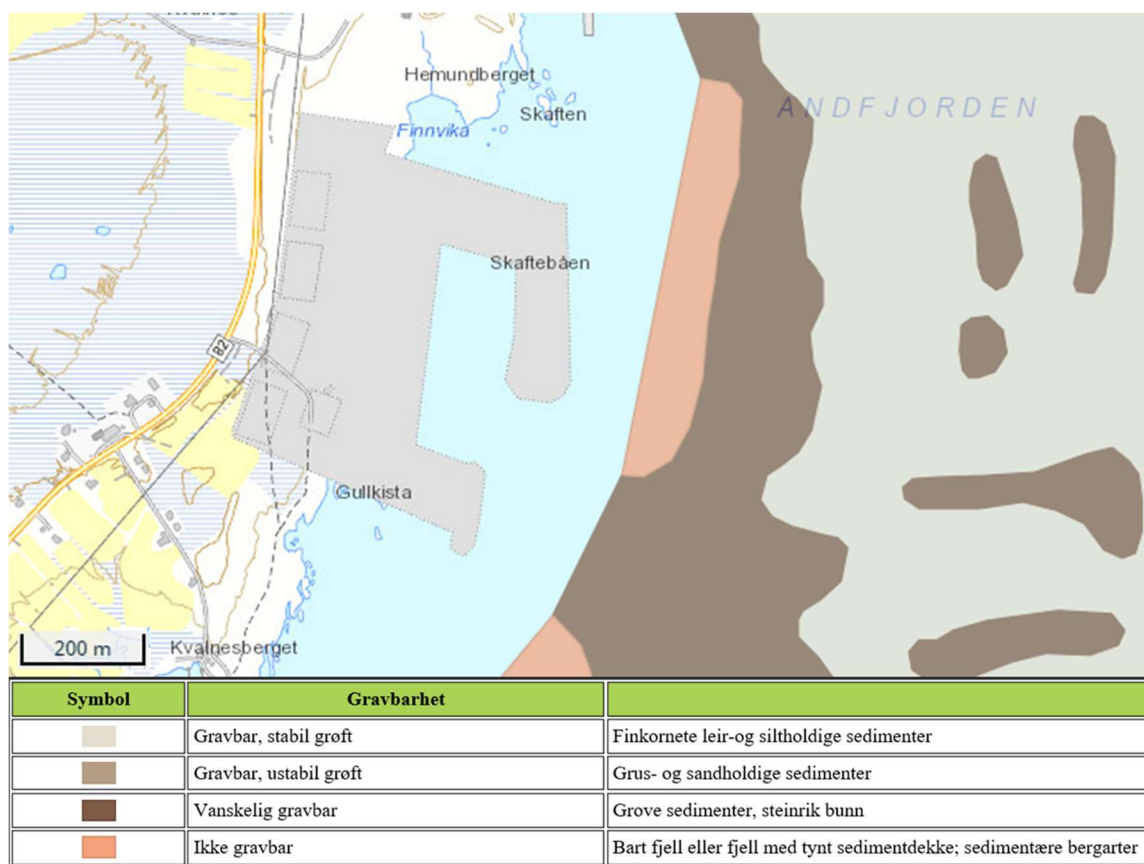 Hemundberget
Skaften
Finnvika
ANDFJORDEN
Skaftebåen
82
Gullkista
200 m
Kvalnesberget
Symbol Gravbarhet
Gravbar, stabil grøft Finkornete leir-og siltholdige sedimenter
Gravbar, ustabil grøft Grus- og sandholdige sedimenter
Vanskelig gravbar Grove sedimenter, steinrik bunn
Ikke gravbar Bart fjell eller fjell med tynt sedimentdekke; sedimentære bergarter